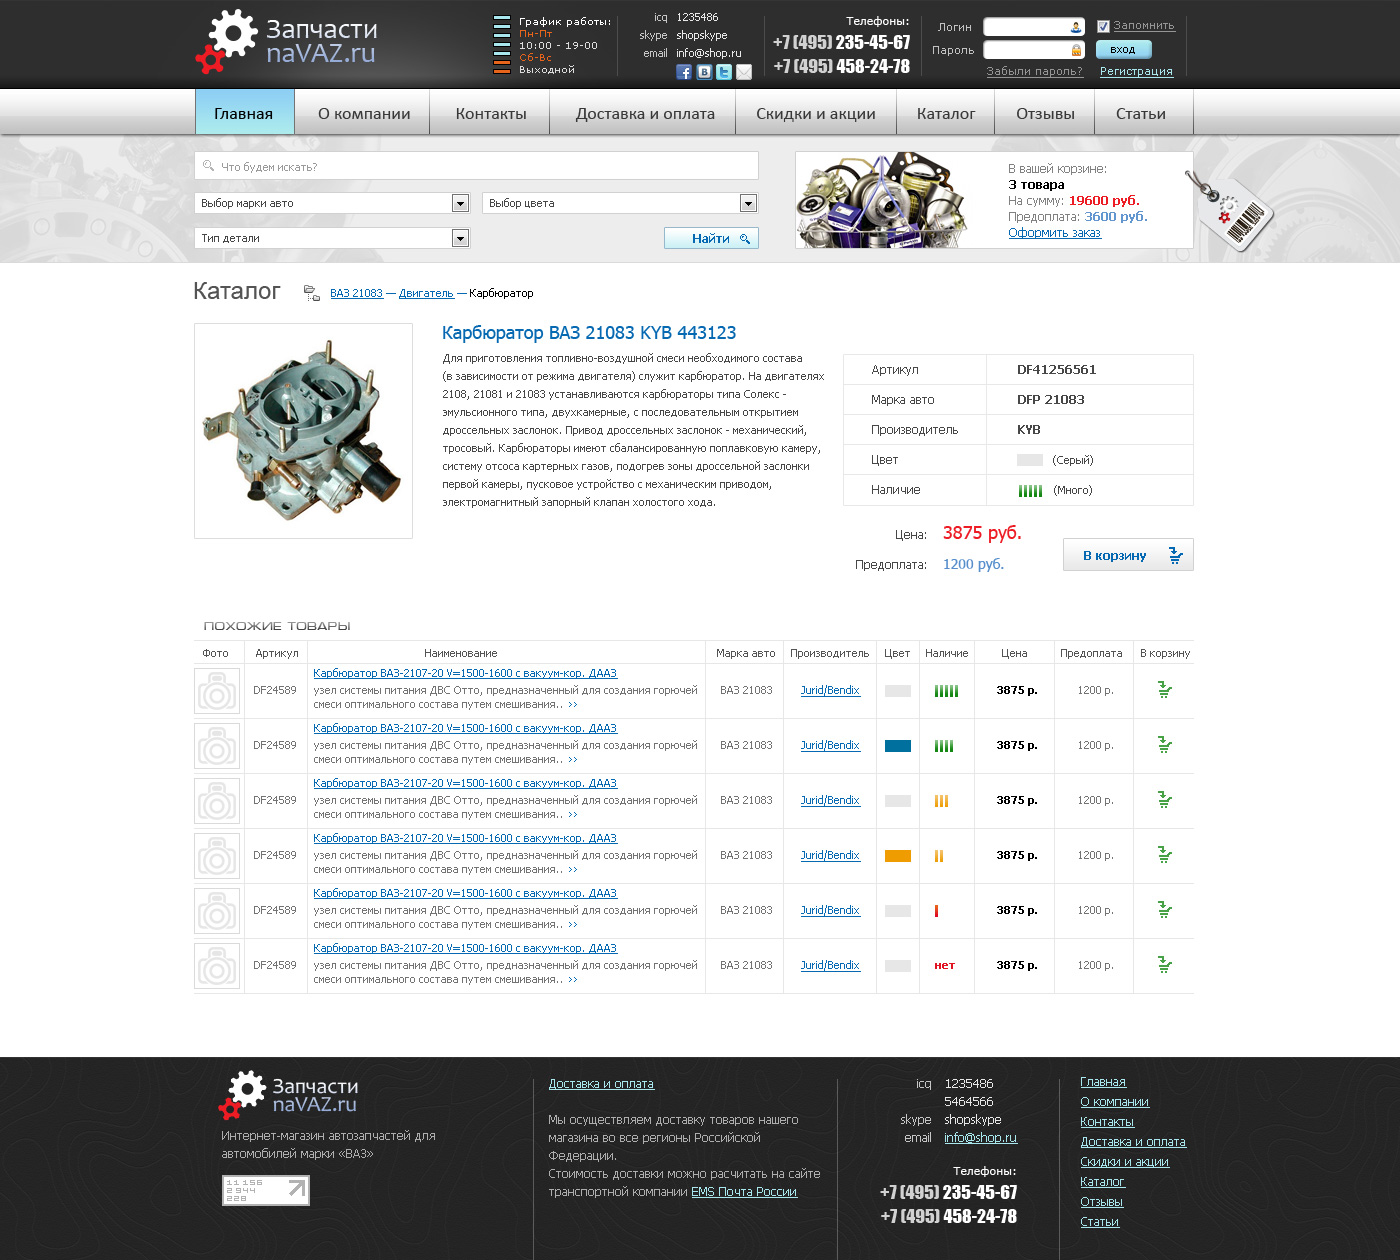 Запчасти
naVAZ.ru
График работы:
Пн-Пт
10:00 - 19-00
Сб-Вс
Выходной
icq 1235486
skype shopskype
email info@shop.ru
Телефоны:
+7 (495) 235-45-67
+7 (495) 458-24-78
Логин
Запомнить
Пароль
вход
Забыли пароль?
Регистрация
Главная
О компании
Контакты
Доставка и оплата
Скидки и акции
Каталог
Отзывы
Статьи
Что будем искать?
Выбор марки авто
Выбор цвета
Тип детали
Найти
В вашей корзине:
3 товара
На сумму: 19600 руб.
Предоплата: 3600 руб.
Оформить заказ
Каталог
ВАЗ 21083 — Двигатель — Карбюратор
Карбюратор ВАЗ 21083 KYB 443123
Для приготовления топливно-воздушной смеси необходимого состава
(в зависимости от режима двигателя) служит карбюратор. На двигателях
2108, 21081 и 21083 устанавливаются карбюраторы типа Солекс -
эмульсионного типа, двухкамерные, с последовательным открытием
дроссельных заслонок. Привод дроссельных заслонок - механический,
тросовый. Карбюраторы имеют сбалансированную поплавковую камеру,
систему отсоса картерных газов, подогрев зоны дроссельной заслонки
первой камеры, пусковое устройство с механическим приводом,
электромагнитный запорный клапан холостого хода.
Артикул DF41256561
Марка авто DFP 21083
Производитель KYB
Цвет (Серый)
Наличие (Много)
Цена: 3875 руб.
Предоплата: 1200 руб.
В корзину
ПОХОЖИЕ ТОВАРЫ
Фото Артикул Наименование Марка авто Производитель Цвет Наличие Цена Предоплата В корзину
Карбюратор ВАЗ-2107-20 V=1500-1600 с вакуум-кор. ДААЗ
DF24589 узел системы питания ДВС Отто, предназначенный для создания горючей ВАЗ 21083 Jurid/Bendix 3875 р. 1200 р.
смеси оптимального состава путем смешивания.. >>
Карбюратор ВАЗ-2107-20 V=1500-1600 с вакуум-кор. ДААЗ
DF24589 узел системы питания ДВС Отто, предназначенный для создания горючей ВАЗ 21083 Jurid/Bendix 3875 р. 1200 р.
смеси оптимального состава путем смешивания.. >>
Карбюратор ВАЗ-2107-20 V=1500-1600 с вакуум-кор. ДААЗ
DF24589 узел системы питания ДВС Отто, предназначенный для создания горючей ВАЗ 21083 Jurid/Bendix 3875 р. 1200 р.
смеси оптимального состава путем смешивания.. >>
Карбюратор ВАЗ-2107-20 V=1500-1600 с вакуум-кор. ДААЗ
DF24589 узел системы питания ДВС Отто, предназначенный для создания горючей ВАЗ 21083 Jurid/Bendix 3875 р. 1200 р.
смеси оптимального состава путем смешивания.. >>
Карбюратор ВАЗ-2107-20 V=1500-1600 с вакуум-кор. ДААЗ
DF24589 узел системы питания ДВС Отто, предназначенный для создания горючей ВАЗ 21083 Jurid/Bendix 3875 р. 1200 р.
смеси оптимального состава путем смешивания.. >>
Карбюратор ВАЗ-2107-20 V=1500-1600 с вакуум-кор. ДААЗ
DF24589 узел системы питания ДВС Отто, предназначенный для создания горючей ВАЗ 21083 Jurid/Bendix нет 3875 р. 1200 р.
смеси оптимального состава путем смешивания.. >>
Запчасти
naVAZ.ru
Интернет-магазин автозапчастей для
автомобилей марки «ВАЗ»
11156
2944
228
Доставка и оплата
Мы осуществляем доставку товаров нашего
магазина во все регионы Российской
Федерации.
Стоимость доставки можно расчитать на сайте
транспортной компании EMS Почта России
icq 1235486
5464566
skype shopskype
email info@shop.ru
Телефоны:
+7 (495) 235-45-67
+7 (495) 458-24-78
Главная
О компании
Контакты
Доставка и оплата
Скидки и акции
Каталог
Отзывы
Статьи